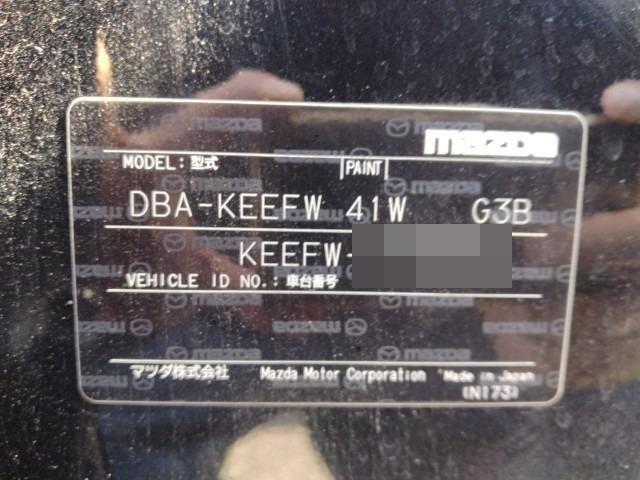 mazda
MODEL: 型式 PAINT
DBA-KEEFW 41W G3B
KEEFW-
VEHICLE ID NO.: 車台番号
マツダ株式会社 Mazda Motor Corporation Made in Japan
(N173)